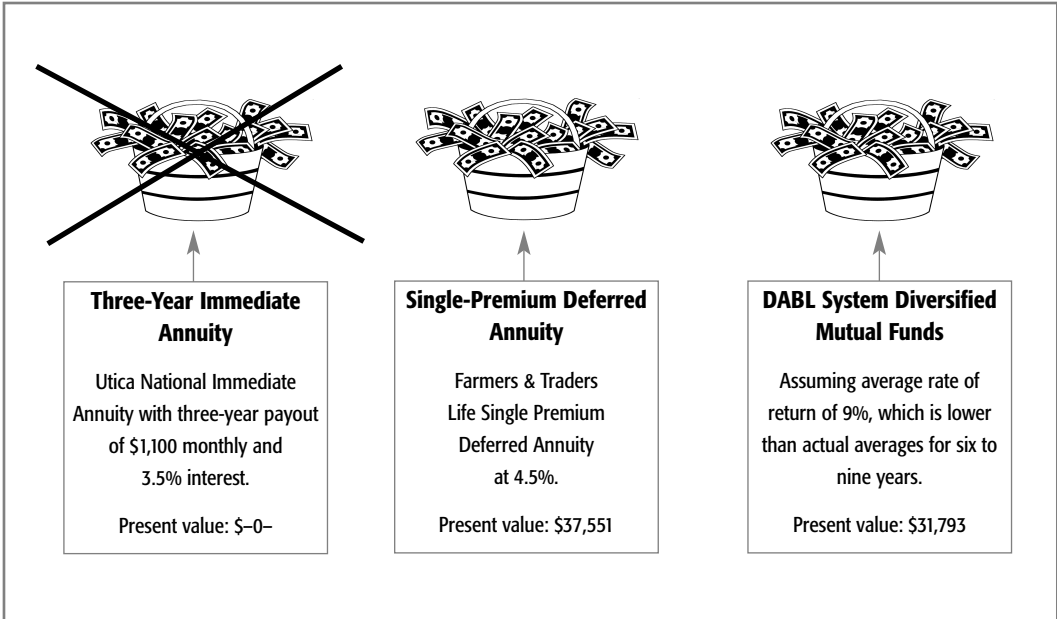 Three-Year Immediate
Annuity
Utica National Immediate
Annuity with three-year payout
of $1,100 monthly and
3.5% interest.
Present value: $–0–
Single-Premium Deferred
Annuity
Farmers & Traders
Life Single Premium
Deferred Annuity
at 4.5%.
Present value: $37,551
DABL System Diversified
Mutual Funds
Assuming average rate of
return of 9%, which is lower
than actual averages for six to
nine years.
Present value: $31,793